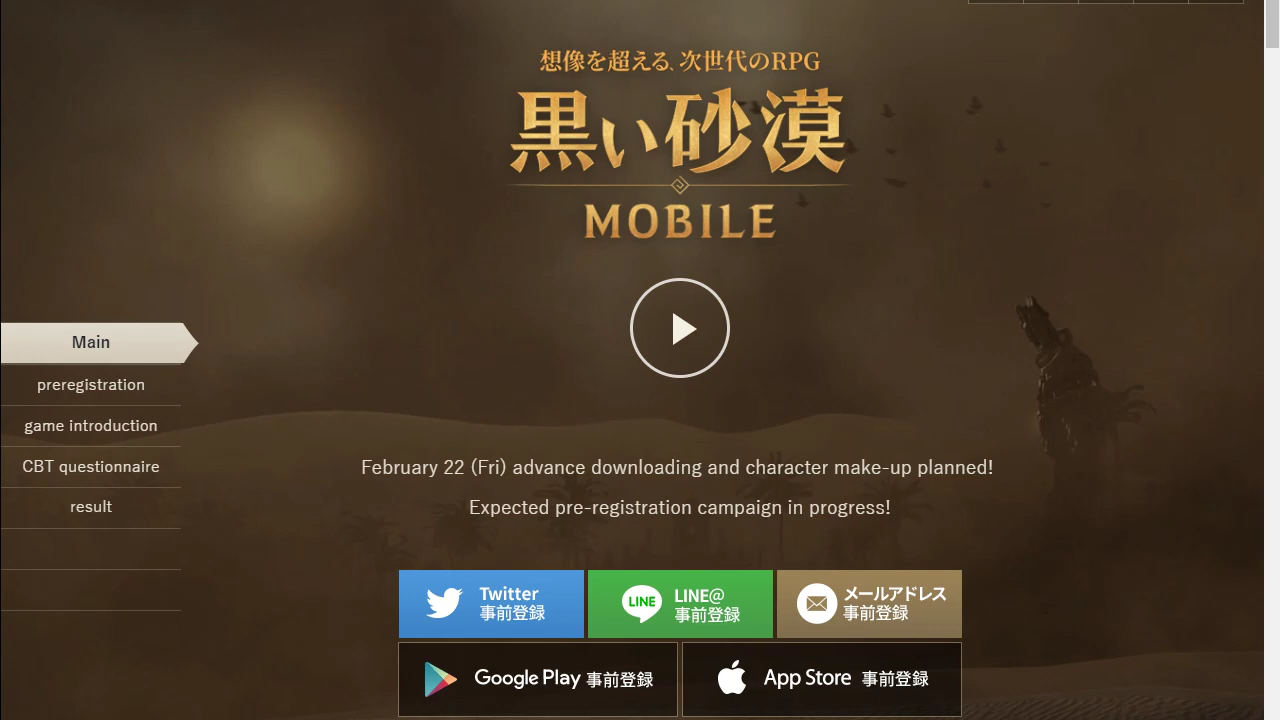 想像を超える、次世代のRPG
黒い砂漠
MOBILE
Main
preregistration
game introduction
CBT questionnaire
result
February 22 (Fri) advance downloading and character make-up planned!
Expected pre-registration campaign in progress!
Twitter
事前登録
LINE
LINE@
事前登録
メールアドレス
事前登録
Google Play 事前登録
App Store 事前登録